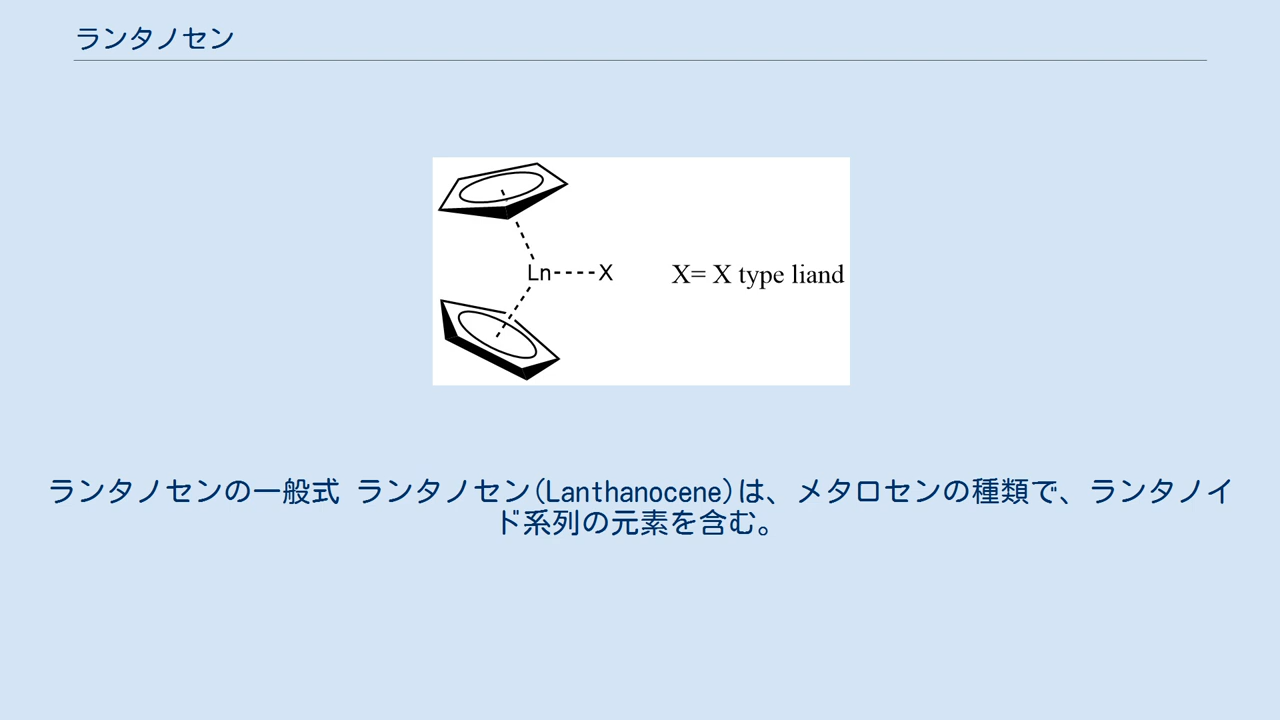 ランタノセン
Ln----X
X= X type liand
ランタノセンの一般式 ランタノセン(Lanthanocene)は、メタロセンの種類で、ランタノイ
ド系列の元素を含む。